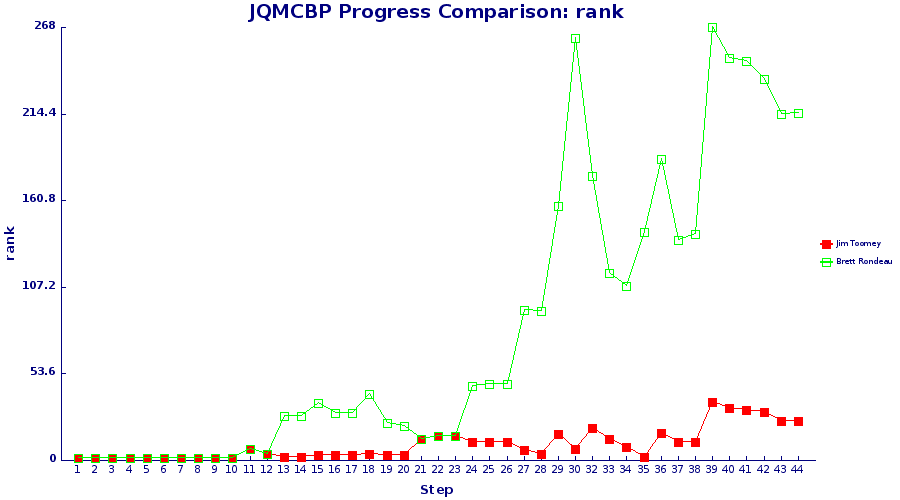 JQMCBP Progress Comparison: rank
268
214.4
160.8
107.2
53.6
0
rank
1 2 3 4 5 6 7 8 9 10 11 12 13 14 15 16 17 18 19 20 21 22 23 24 25 26 27 28 29 30 32 33 34 35 36 37 38 39 40 41 42 43 44
Step
Jim Toomey
Brett Rondeau